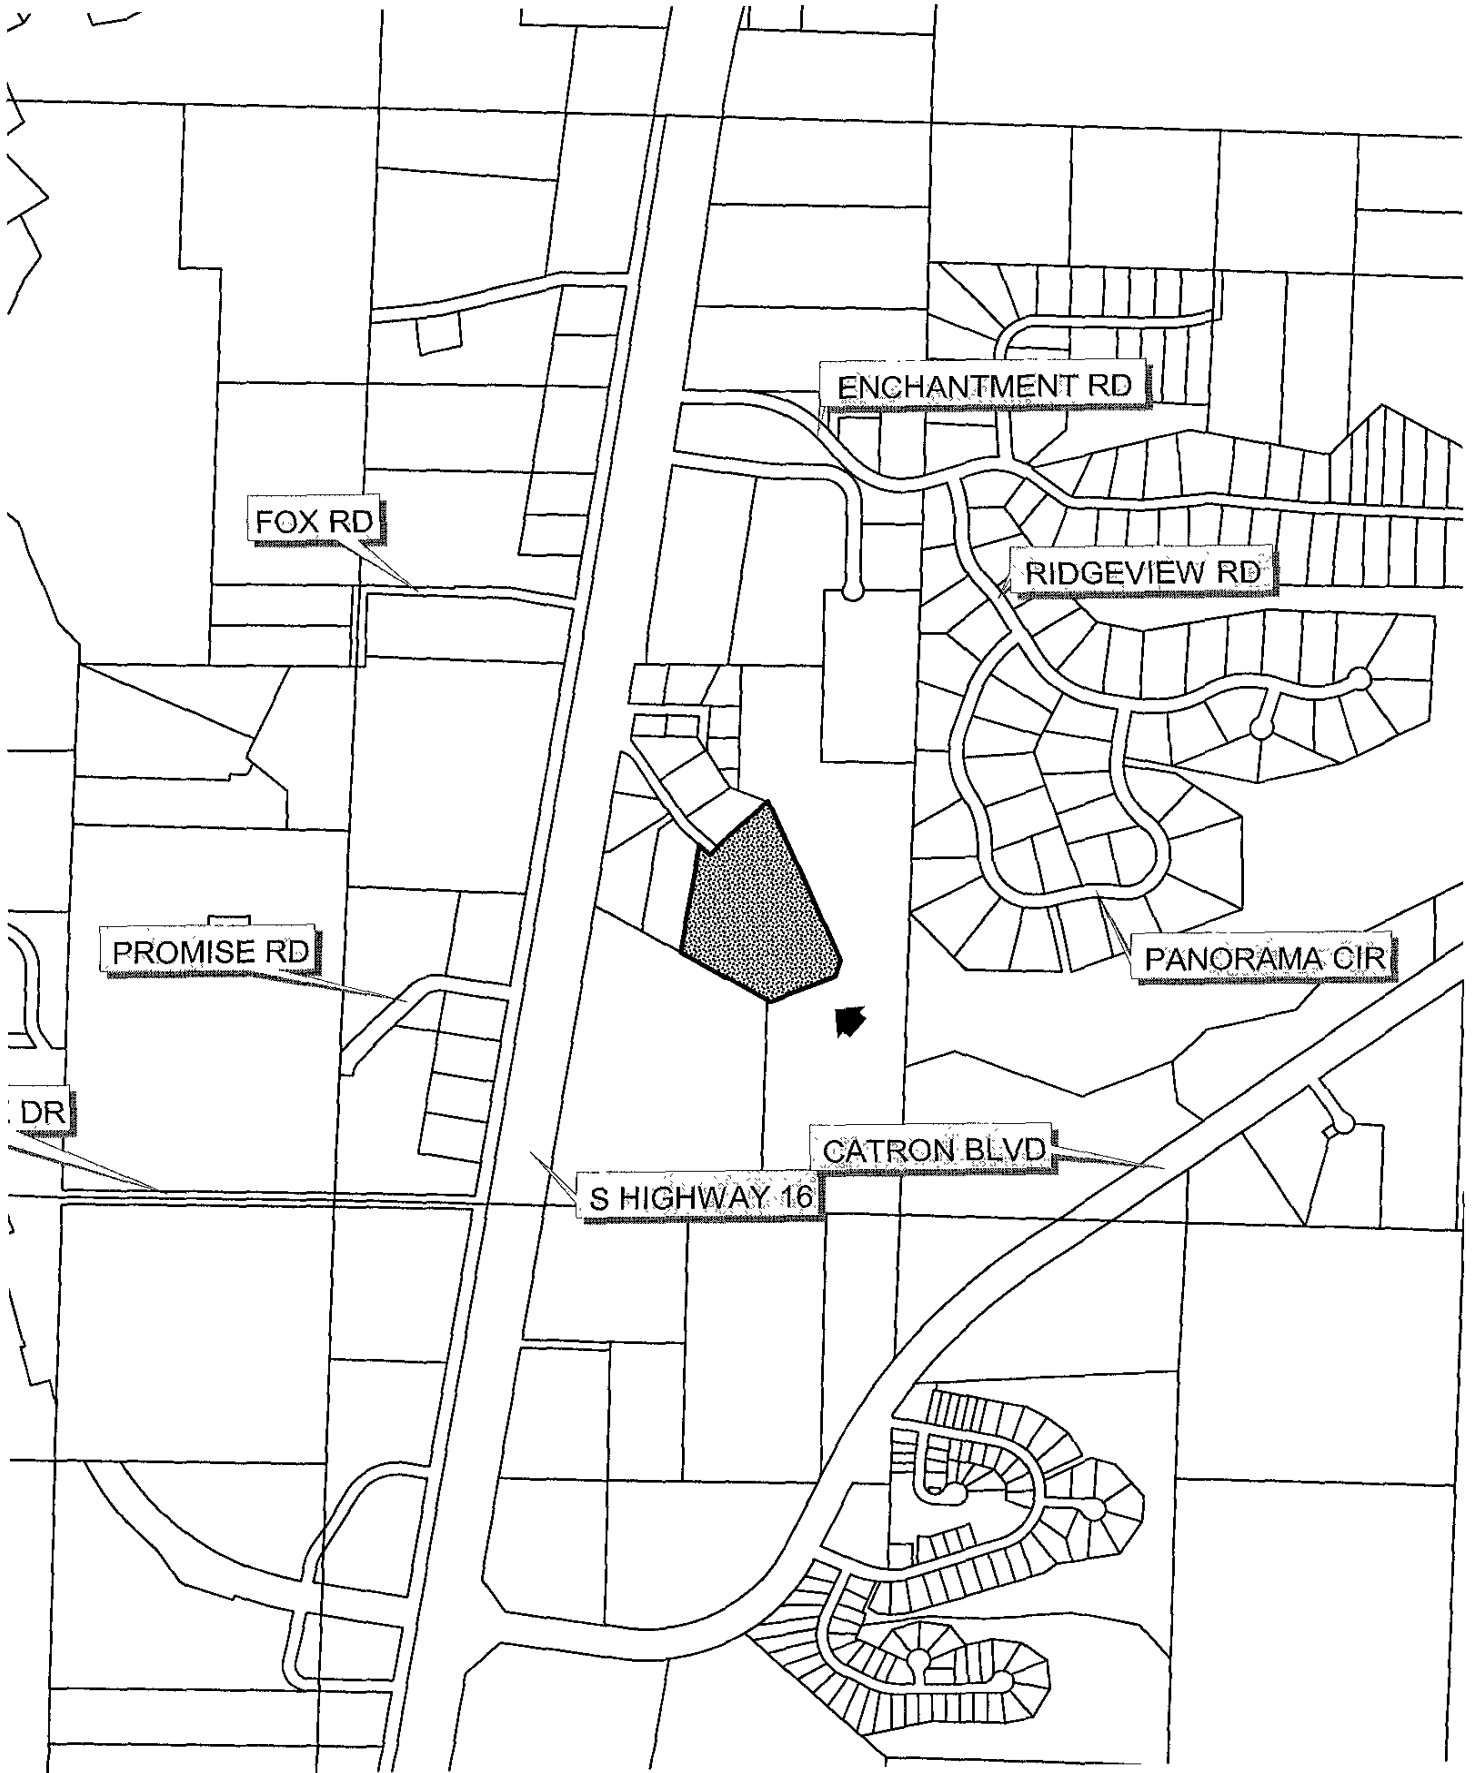 ENCHANTMENT RD
FOX RD
RIDGEVIEW RD
PROMISE RD
PANORAMA CIR
DR
CATRON BLVD
S HIGHWAY 16